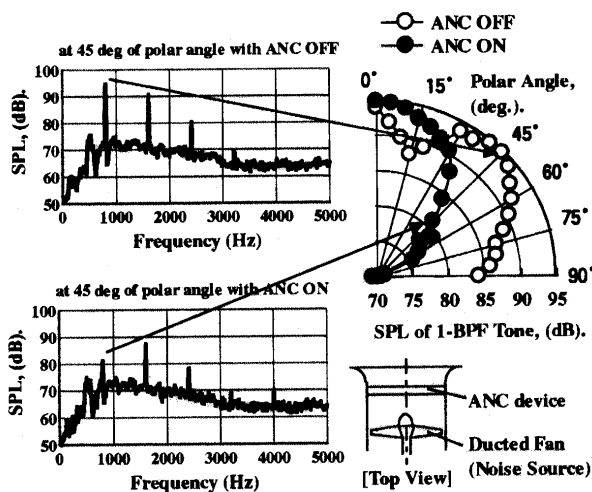 ANC OFF
ANC ON
at 45 deg of polar angle with ANC OFF
SPL, (dB).
100
90
80
70
60
50
0
1000
2000
3000
4000
5000
Frequency (Hz)
0°
15°
Polar Angle,
(deg.).
45°
60°
75°
90°
70
75
80
85
90
95
SPL of 1-BPF Tone, (dB).
at 45 deg of polar angle with ANC ON
SPL, (dB).
100
90
80
70
60
50
0
1000
2000
3000
4000
5000
Frequency (Hz)
ANC device
Ducted Fan
(Noise Source)
[Top View]